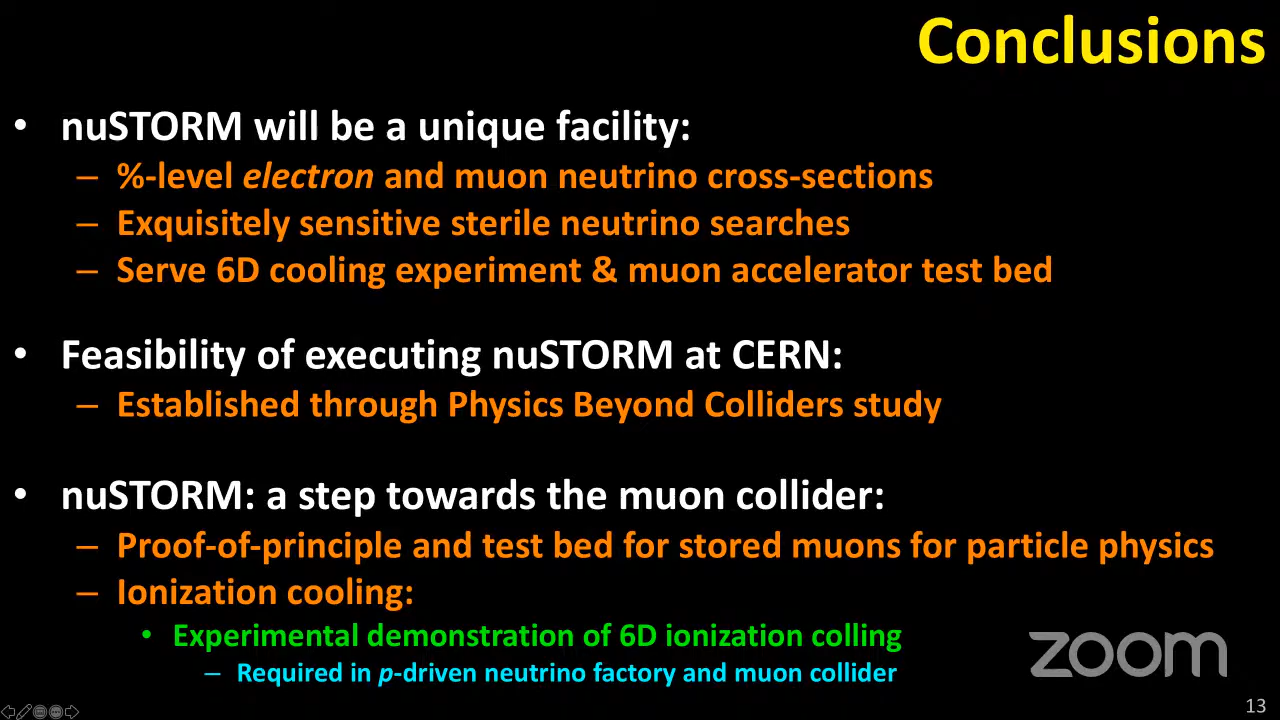 Conclusions
• nuSTORM will be a unique facility:
– %-level electron and muon neutrino cross-sections
– Exquisitely sensitive sterile neutrino searches
– Serve 6D cooling experiment & muon accelerator test bed
• Feasibility of executing nuSTORM at CERN:
– Established through Physics Beyond Colliders study
• nuSTORM: a step towards the muon collider:
– Proof-of-principle and test bed for stored muons for particle physics
– Ionization cooling:
• Experimental demonstration of 6D ionization colling
– Required in p-driven neutrino factory and muon collider
zoom
13